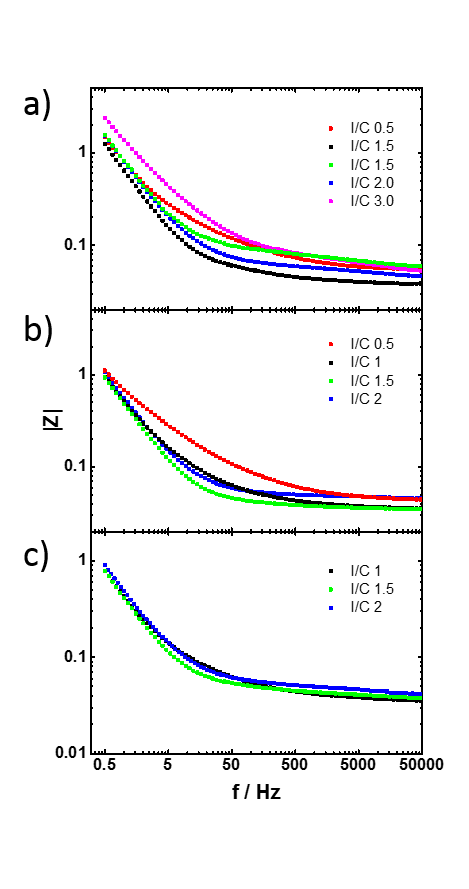 a)
I/C 0.5
I/C 1.5
I/C 1.5
I/C 2.0
I/C 3.0
1
0.1
b)
I/C 0.5
I/C 1
I/C 1.5
I/C 2
1
|Z|
0.1
c)
I/C 1
I/C 1.5
I/C 2
1
0.1
0.01
0.5 5 50 500 5000 50000
f / Hz